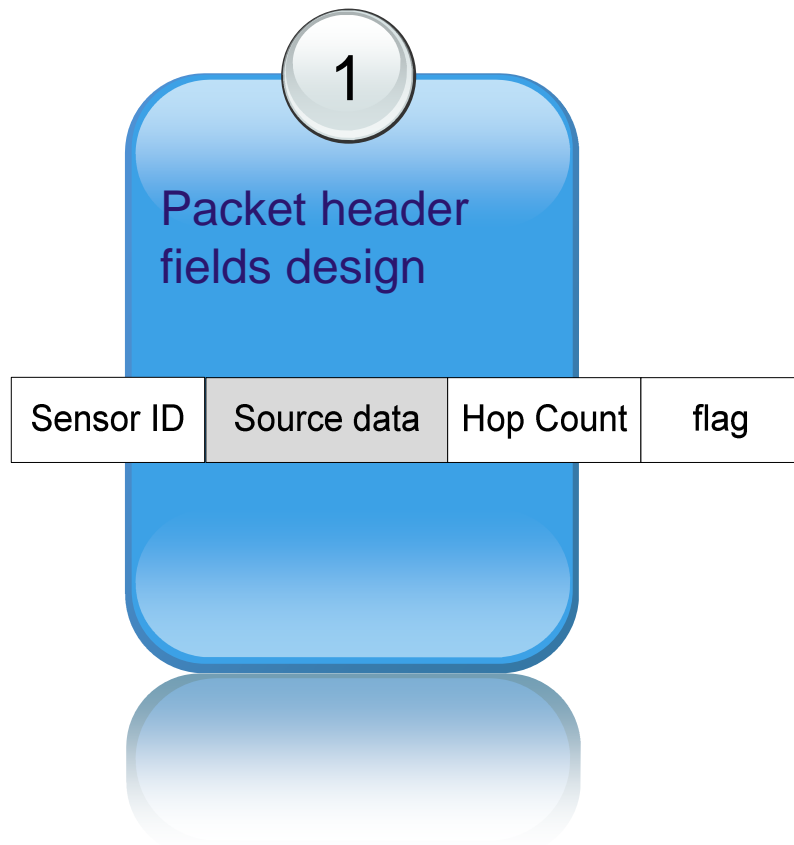 1
Packet header
fields design
Sensor ID Source data Hop Count flag